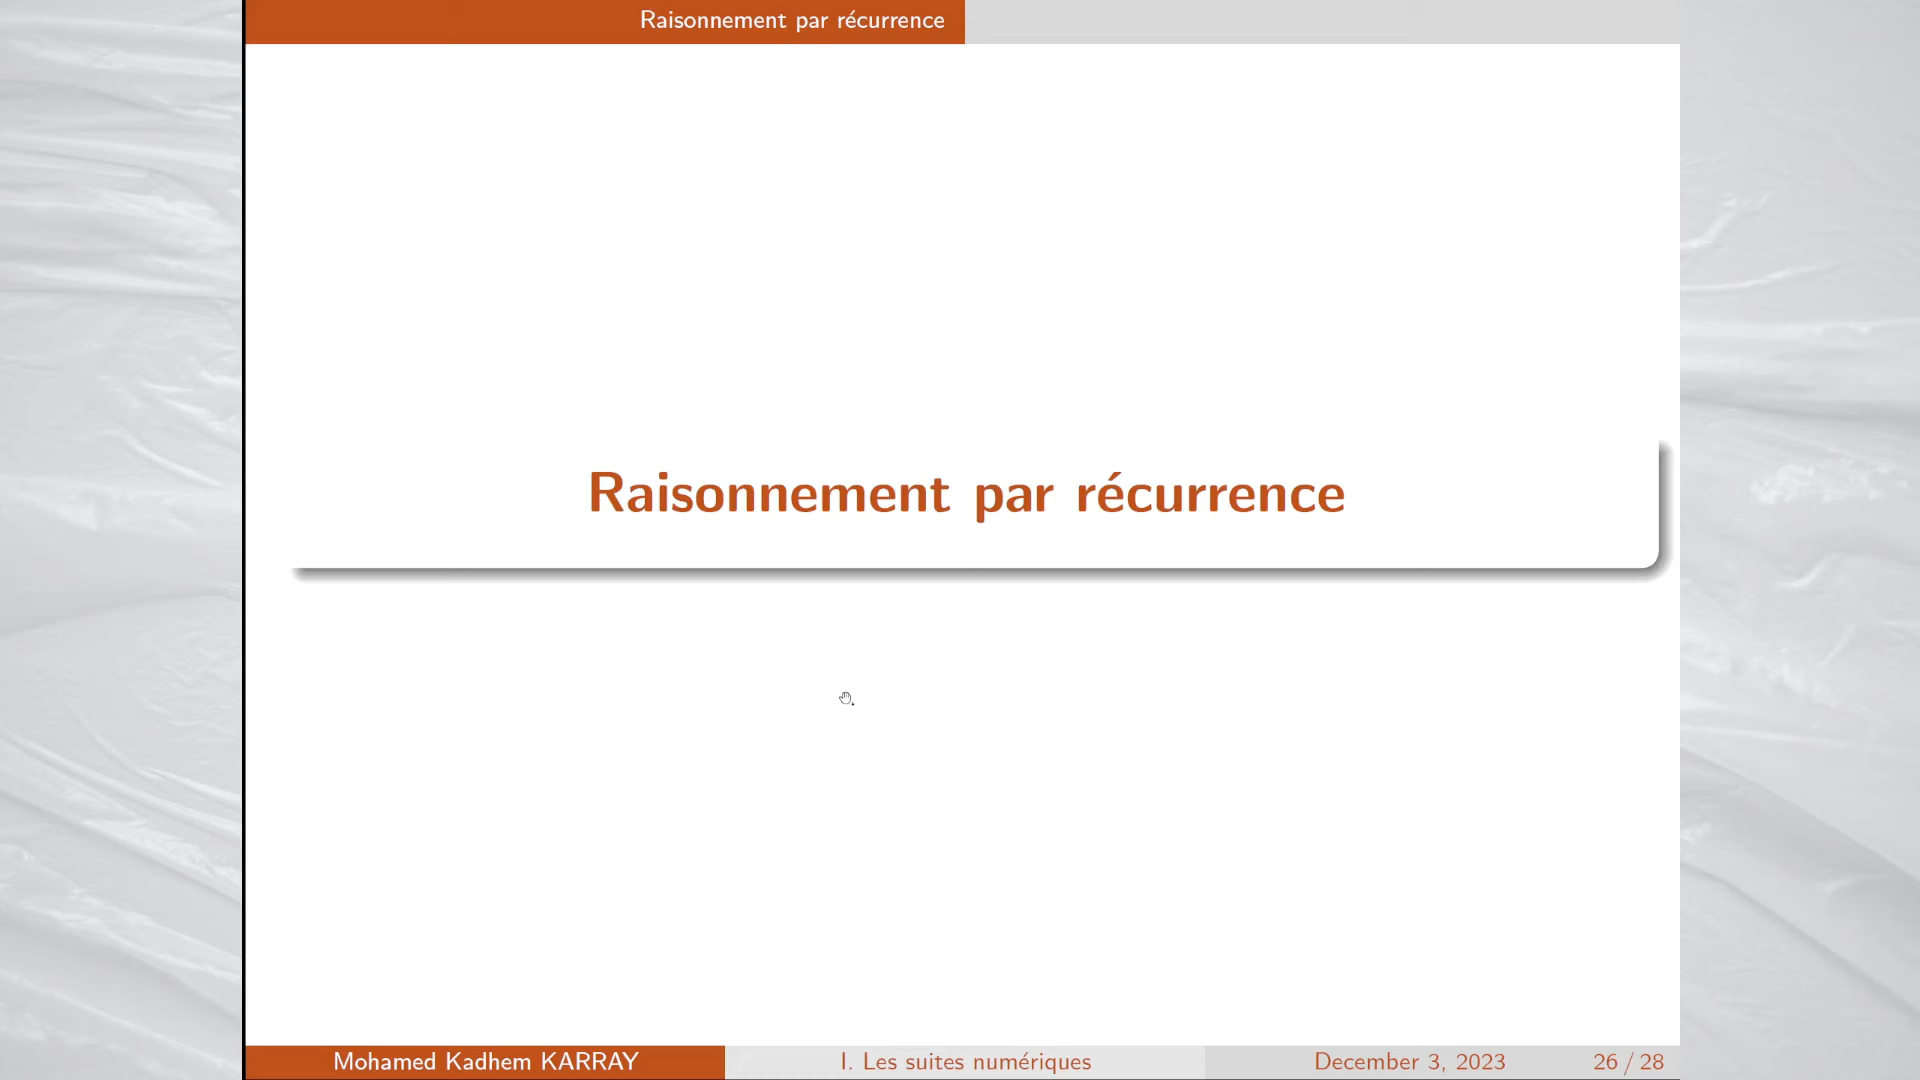 Raisonnement par récurrence
Raisonnement par récurrence
Mohamed Kadhem KARRAY
I. Les suites numériques
December 3, 2023
26 / 28